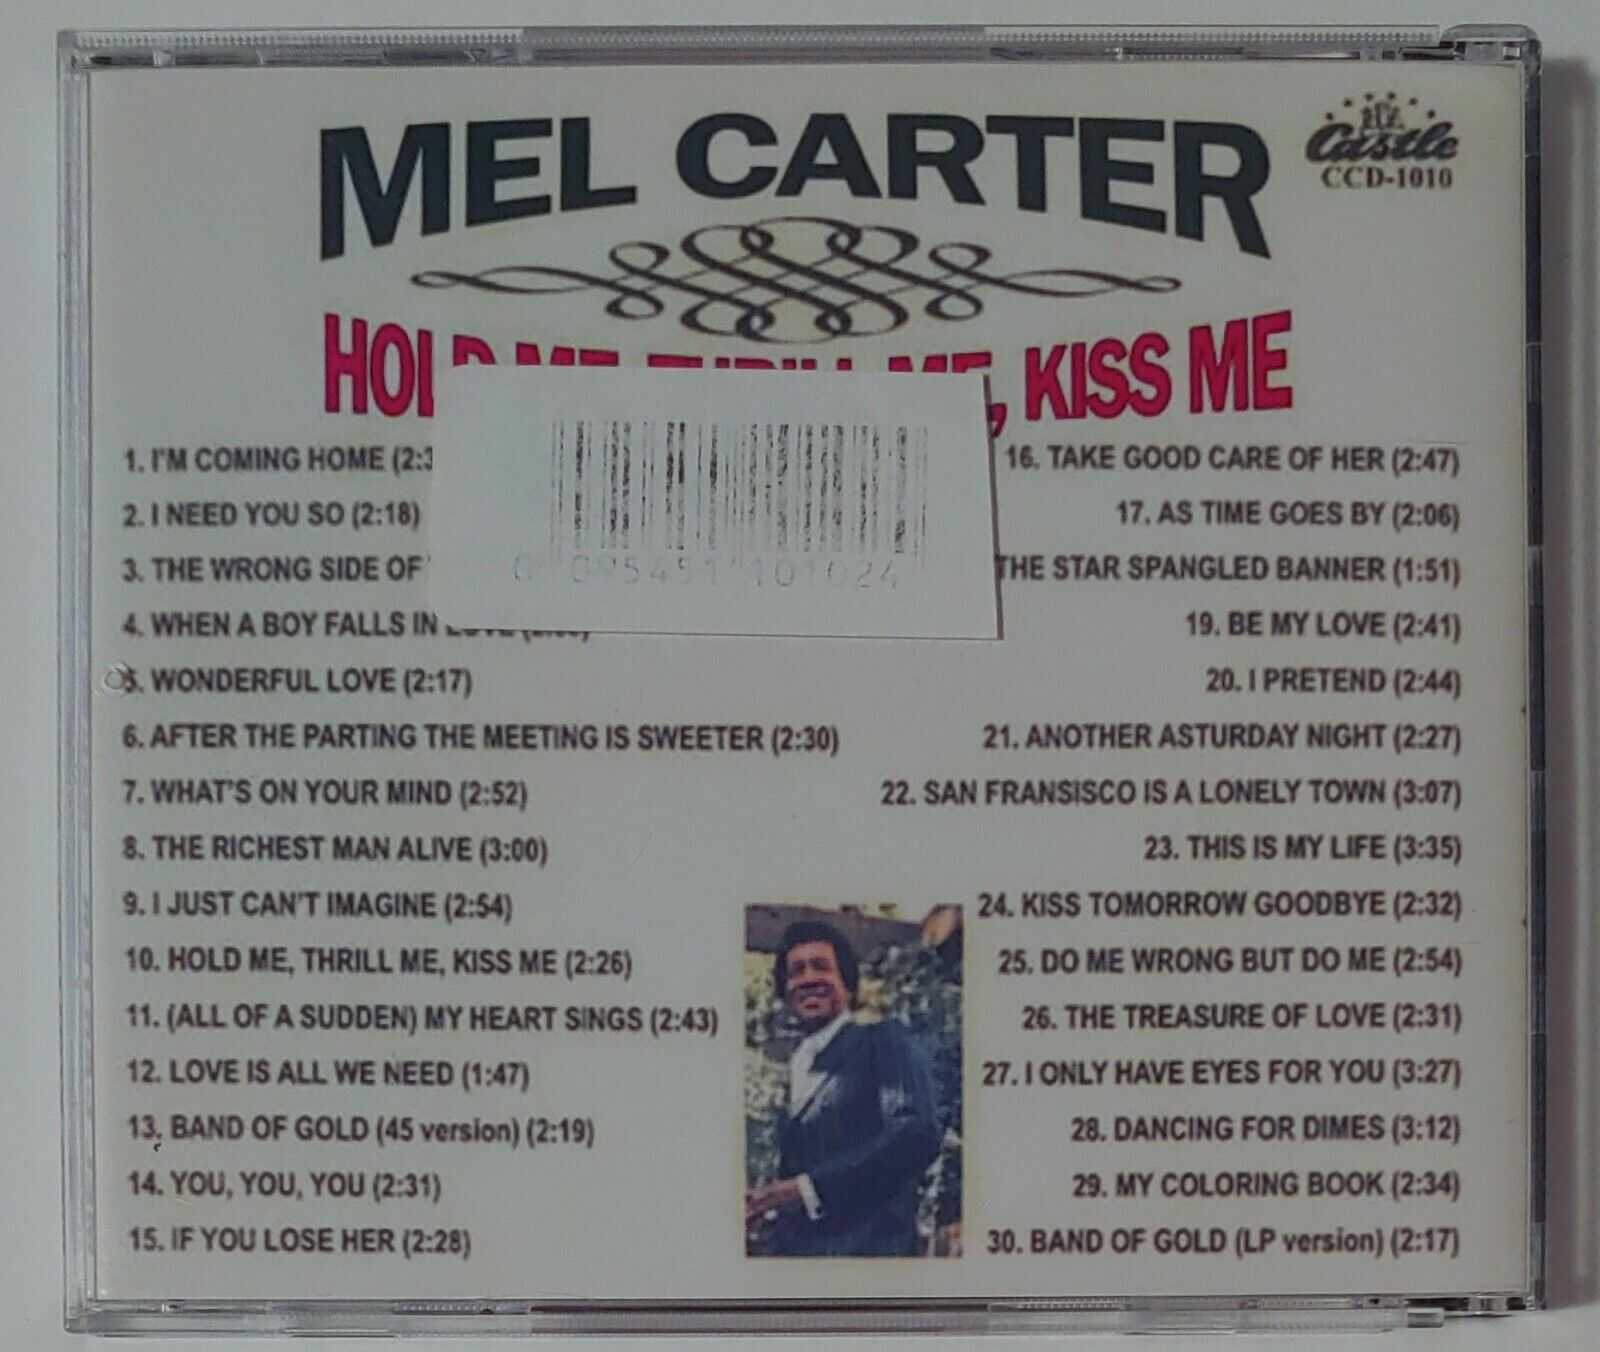 MEL CARTER
Castle
CCD-1010
HOLD ME, THRILL ME, KISS ME
1. I'M COMING HOME (2:3
2. I NEED YOU SO (2:18)
3. THE WRONG SIDE OF
4. WHEN A BOY FALLS IN LOVE
5. WONDERFUL LOVE (2:17)
6. AFTER THE PARTING THE MEETING IS SWEETER (2:30)
7. WHAT'S ON YOUR MIND (2:52)
8. THE RICHEST MAN ALIVE (3:00)
9. I JUST CAN'T IMAGINE (2:54)
10. HOLD ME, THRILL ME, KISS ME (2:26)
11. (ALL OF A SUDDEN) MY HEART SINGS (2:43)
12. LOVE IS ALL WE NEED (1:47)
13. BAND OF GOLD (45 version) (2:19)
14. YOU, YOU, YOU (2:31)
15. IF YOU LOSE HER (2:28)
0 095451 101024
16. TAKE GOOD CARE OF HER (2:47)
17. AS TIME GOES BY (2:06)
THE STAR SPANGLED BANNER (1:51)
19. BE MY LOVE (2:41)
20. I PRETEND (2:44)
21. ANOTHER ASTURDAY NIGHT (2:27)
22. SAN FRANSISCO IS A LONELY TOWN (3:07)
23. THIS IS MY LIFE (3:35)
24. KISS TOMORROW GOODBYE (2:32)
25. DO ME WRONG BUT DO ME (2:54)
26. THE TREASURE OF LOVE (2:31)
27. I ONLY HAVE EYES FOR YOU (3:27)
28. DANCING FOR DIMES (3:12)
29. MY COLORING BOOK (2:34)
30. BAND OF GOLD (LP version) (2:17)